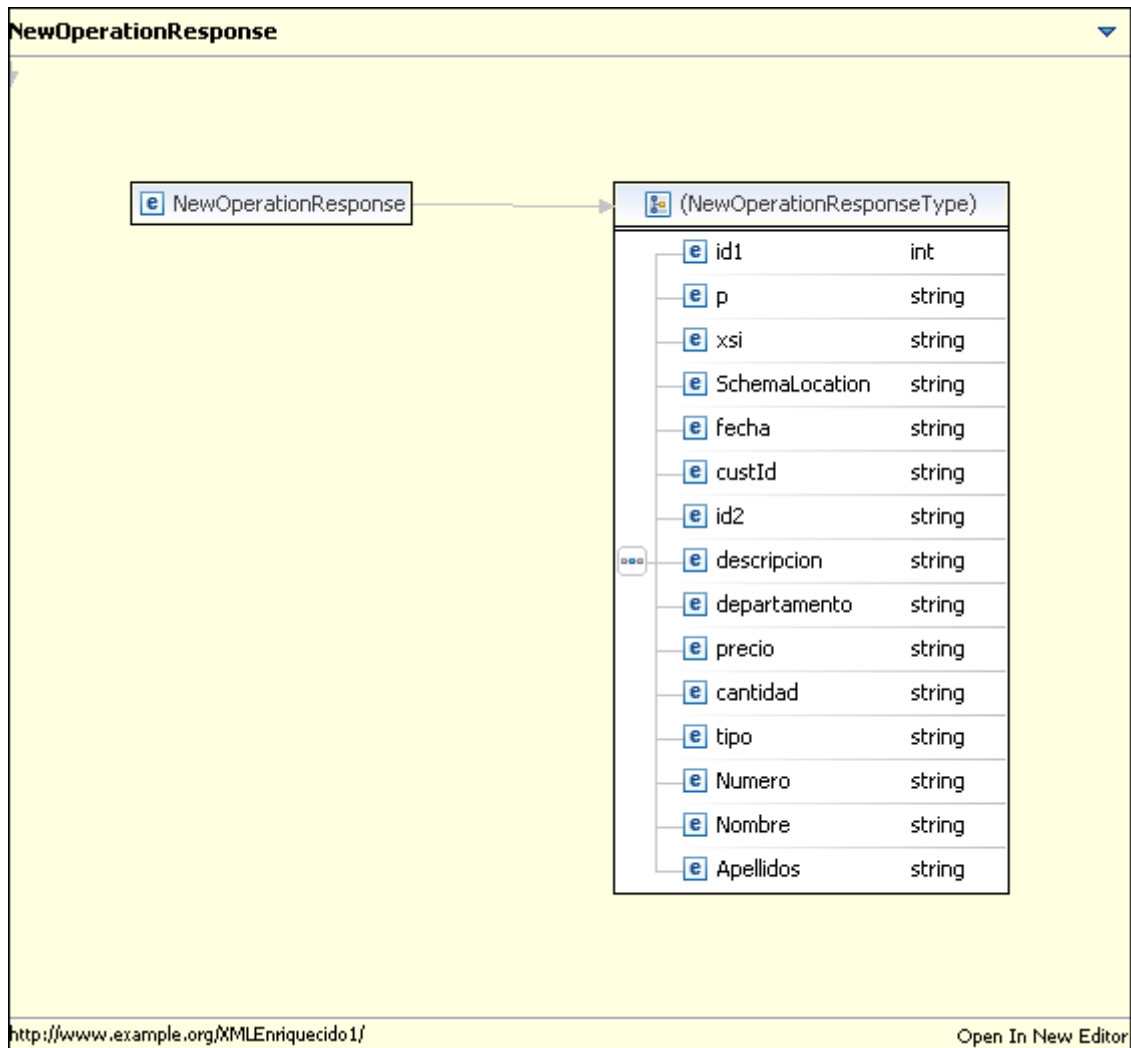 NewOperationResponse
e NewOperationResponse
(NewOperationResponseType)
e id1 int
e p string
e xsi string
e SchemaLocation string
e fecha string
e custId string
e id2 string
e descripcion string
e departamento string
e precio string
e cantidad string
e tipo string
e Numero string
e Nombre string
e Apellidos string
http://www.example.org/XMLEnriquecido1/ Open In New Editor